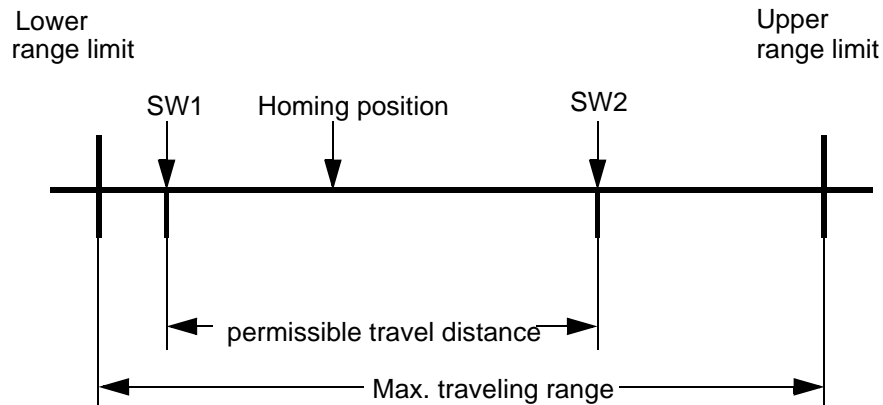 Lower
range limit
Upper
range limit
SW1
Homing position
SW2
permissible travel distance
Max. traveling range